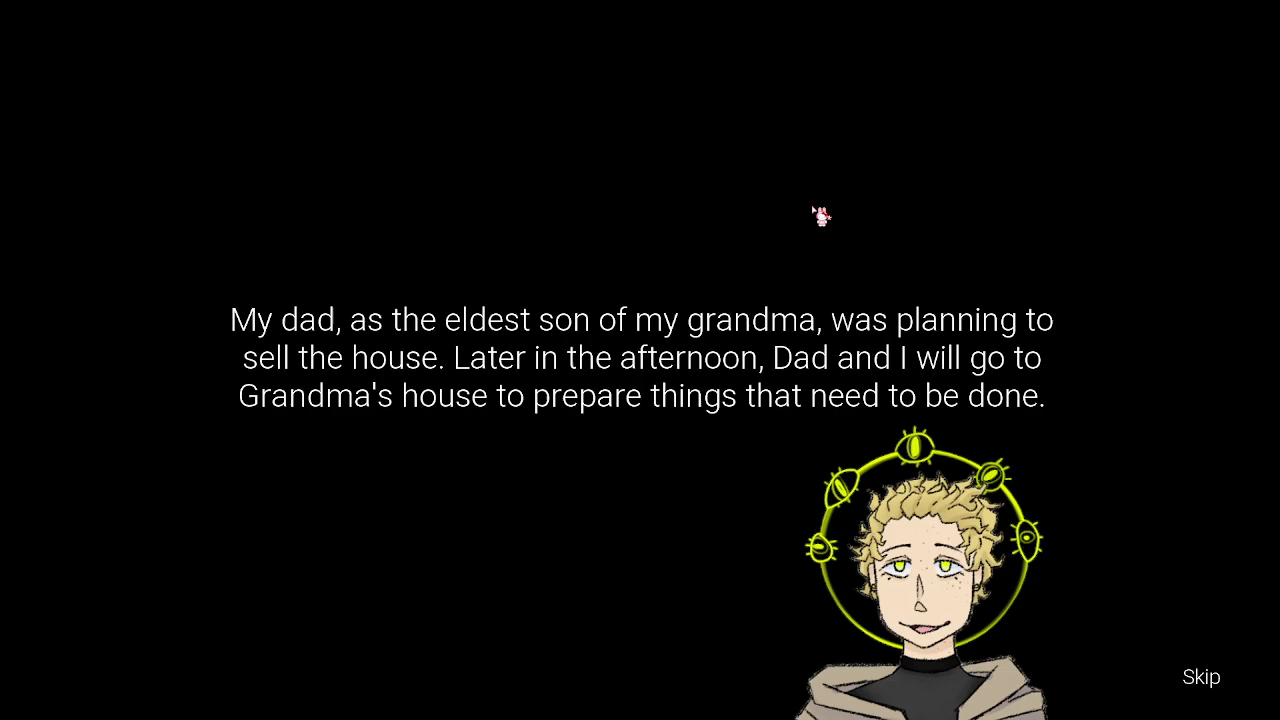 My dad, as the eldest son of my grandma, was planning to
sell the house. Later in the afternoon, Dad and I will go to
Grandma's house to prepare things that need to be done.
Skip